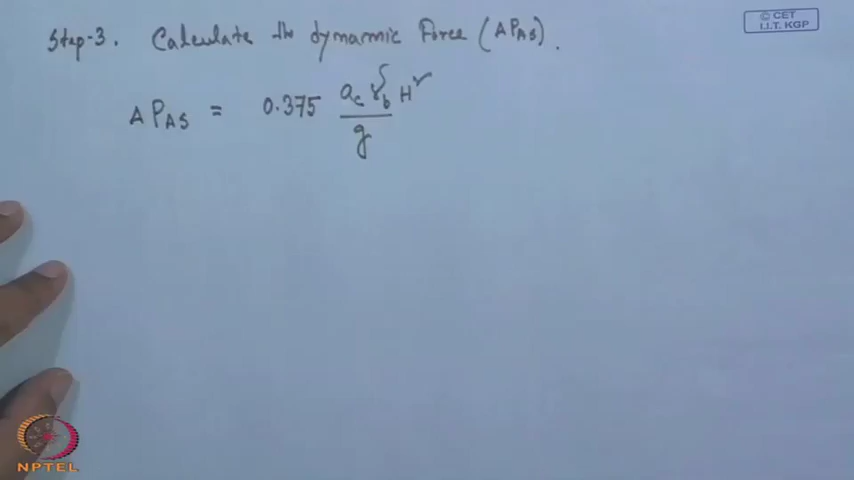 © CET
I.I.T. KGP
Step-3. Calculate the dynamic Force (ΔPAS).
ΔPAS = 0.375 ac γb^s H² / g
NPTEL